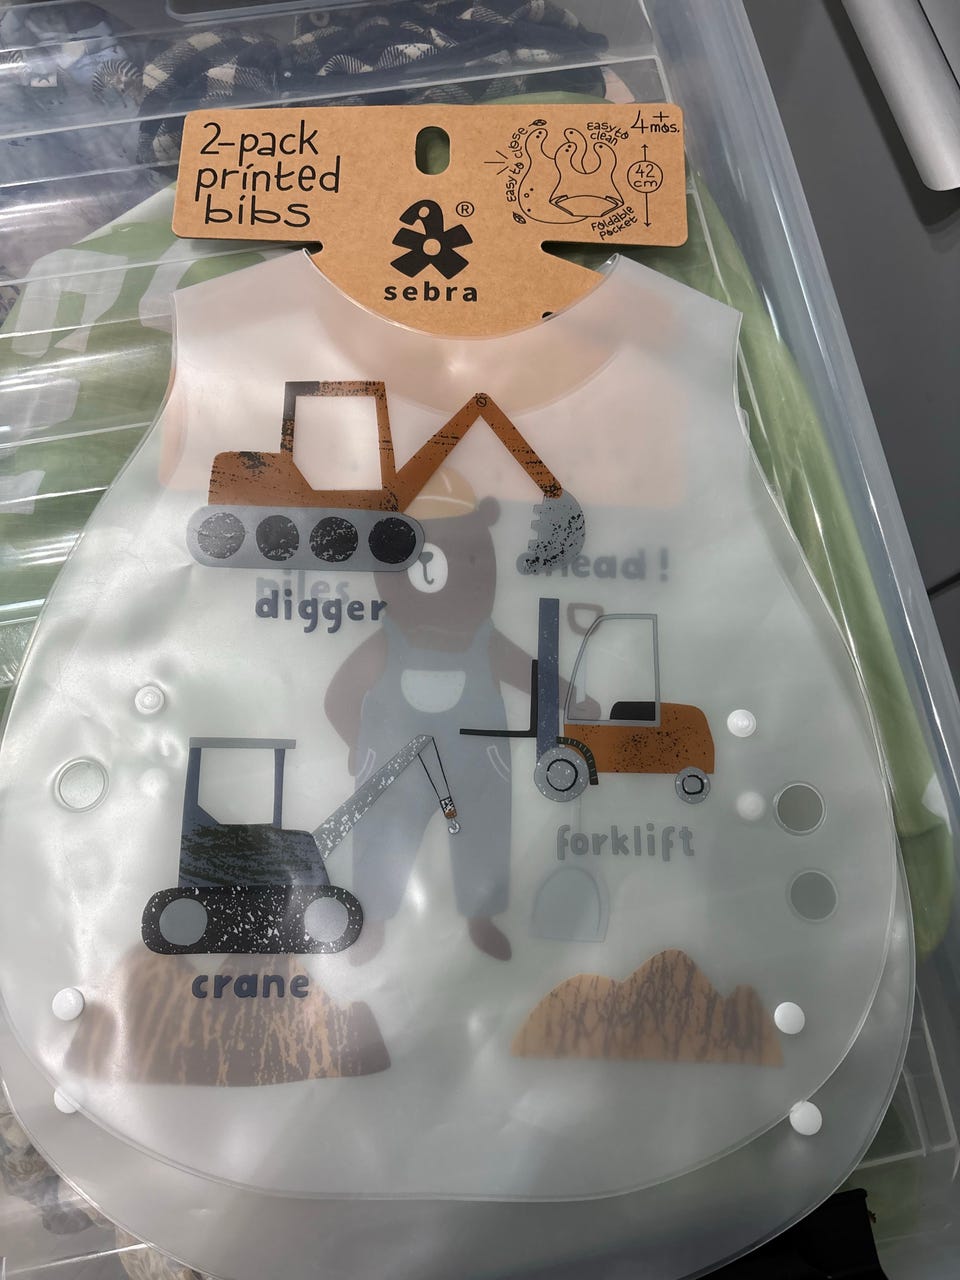 2-pack
printed
bibs
Easy to close
Easy to
clean
4+
mos.
42
cm
Foldable
pocket
®
sebra
ahead!
piles
digger
forklift
crane